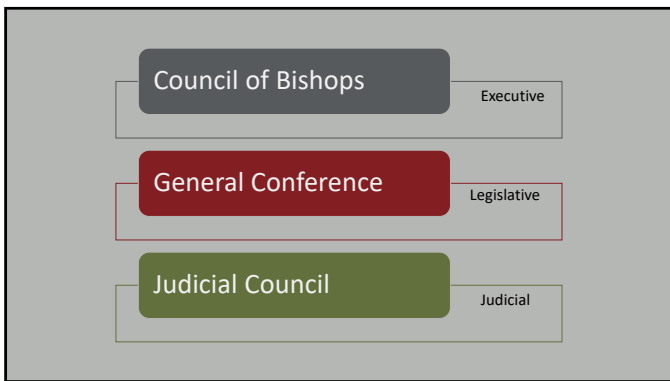 Council of Bishops
Executive
General Conference
Legislative
Judicial Council
Judicial